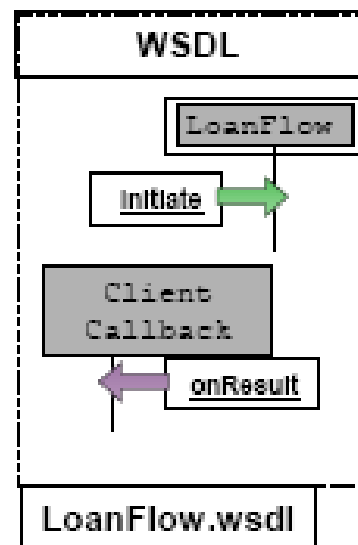 WSDL
LoanFlow
initiate
Client
Callback
onResult
LoanFlow.wsdl